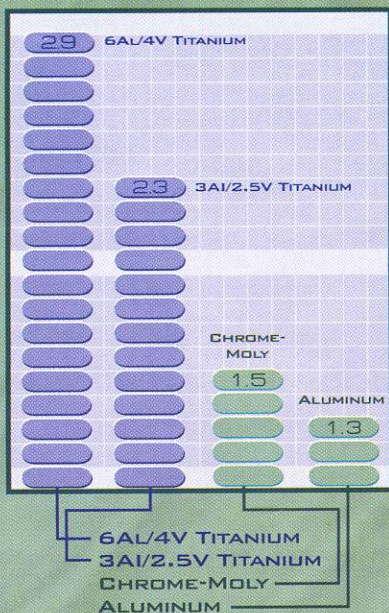 2.9 6AL/4V TITANIUM
2.3 3Al/2.5V TITANIUM
CHROME-
MOLY
1.5
ALUMINUM
1.3
6AL/4V TITANIUM
3Al/2.5V TITANIUM
CHROME-MOLY
ALUMINUM